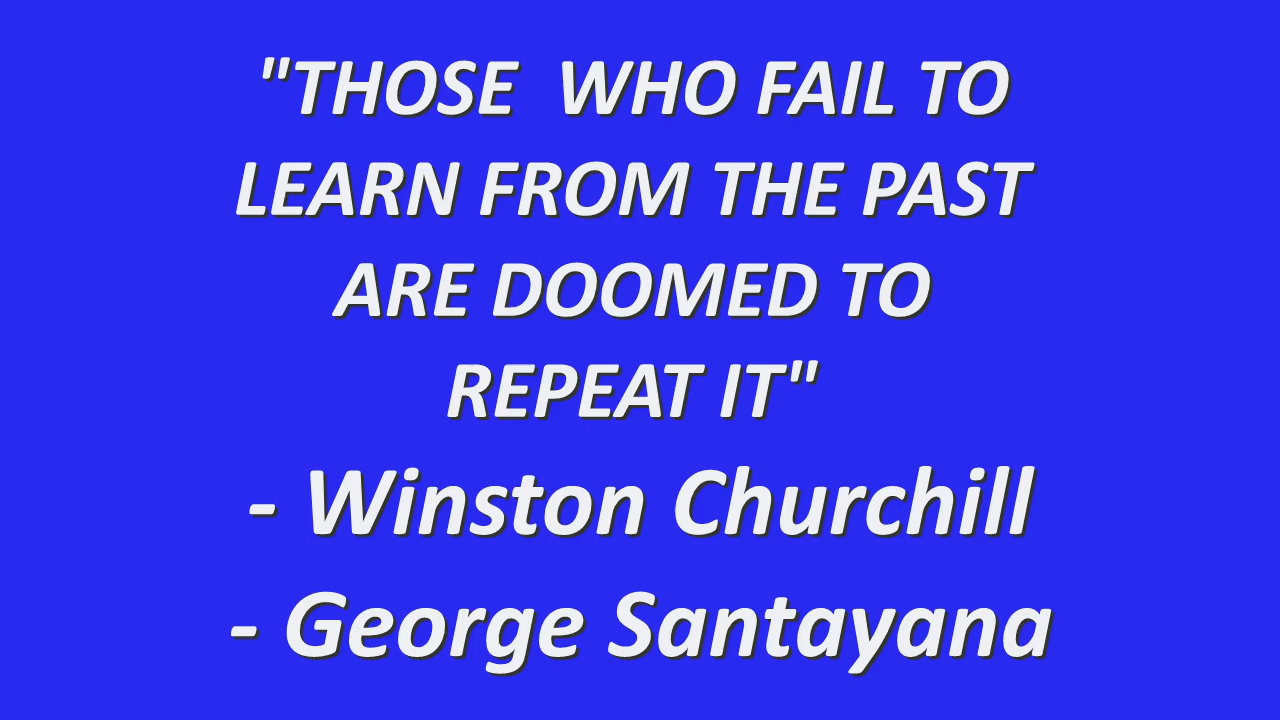 "THOSE  WHO FAIL TO
LEARN FROM THE PAST
ARE DOOMED TO
REPEAT IT"
- Winston Churchill
- George Santayana